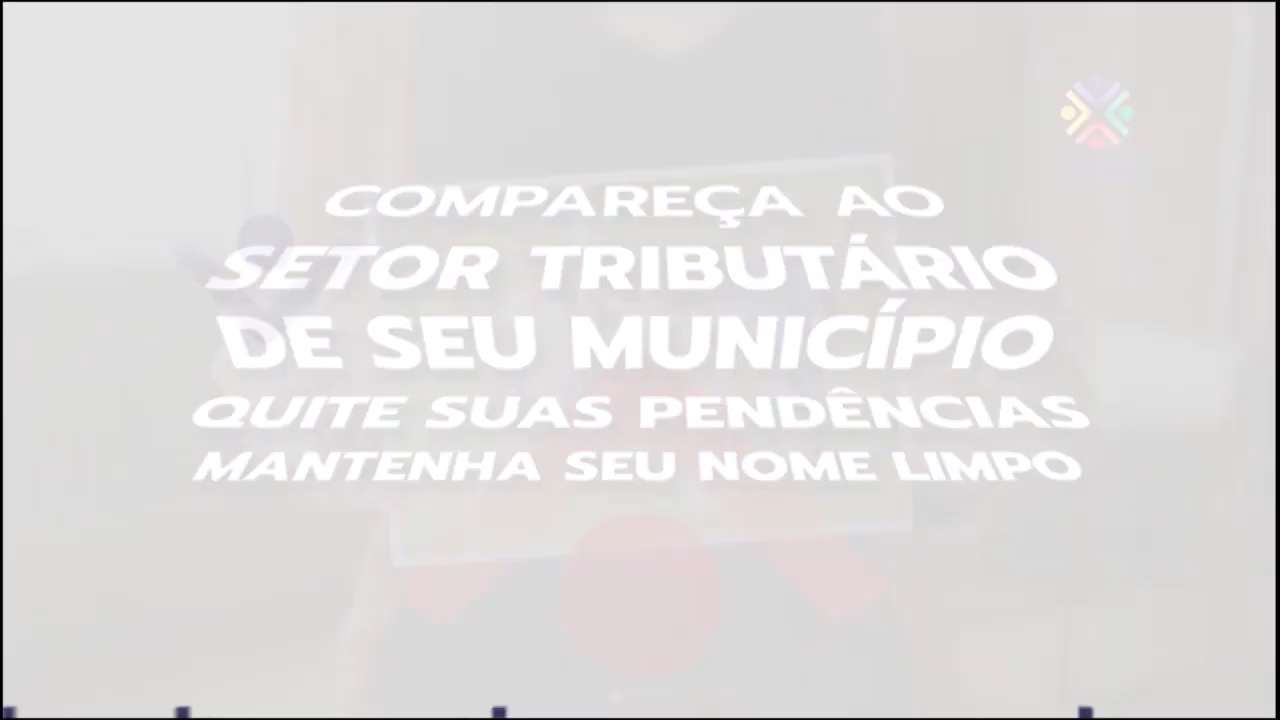 COMPAREÇA AO
SETOR TRIBUTÁRIO
DE SEU MUNICÍPIO
QUITE SUAS PENDÊNCIAS
MANTENHA SEU NOME LIMPO